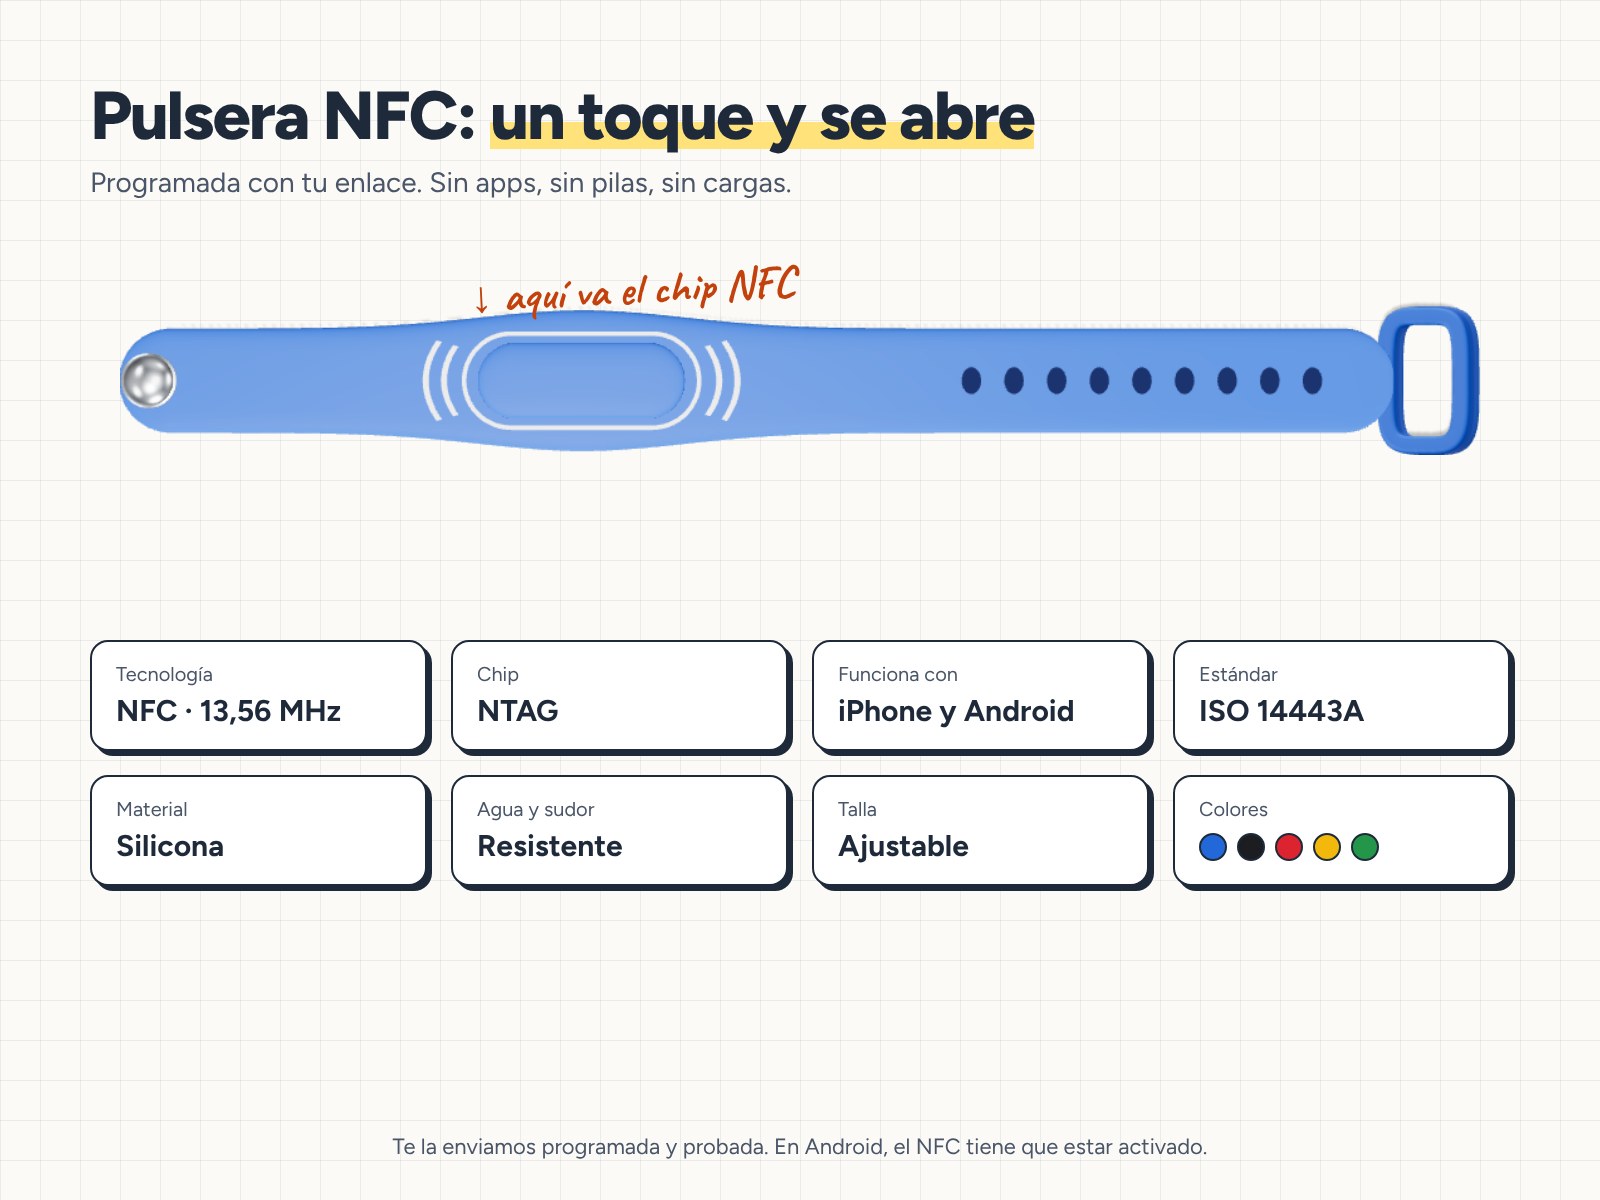 Pulsera NFC: un toque y se abre
Programada con tu enlace. Sin apps, sin pilas, sin cargas.
↓ aquí va el chip NFC
Tecnología
NFC · 13,56 MHz
Chip
NTAG
Funciona con
iPhone y Android
Estándar
ISO 14443A
Material
Silicona
Agua y sudor
Resistente
Talla
Ajustable
Colores
Te la enviamos programada y probada. En Android, el NFC tiene que estar activado.